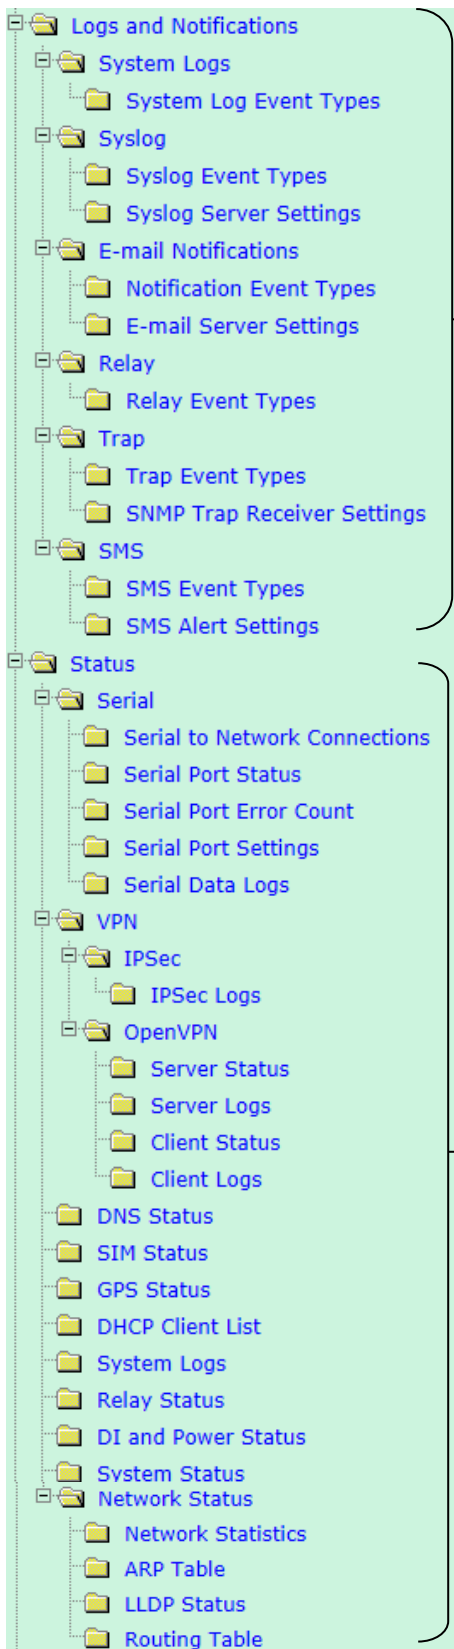 Logs and Notifications
System Logs
System Log Event Types
Syslog
Syslog Event Types
Syslog Server Settings
E-mail Notifications
Notification Event Types
E-mail Server Settings
Relay
Relay Event Types
Trap
Trap Event Types
SNMP Trap Receiver Settings
SMS
SMS Event Types
SMS Alert Settings
Status
Serial
Serial to Network Connections
Serial Port Status
Serial Port Error Count
Serial Port Settings
Serial Data Logs
VPN
IPSec
IPSec Logs
OpenVPN
Server Status
Server Logs
Client Status
Client Logs
DNS Status
SIM Status
GPS Status
DHCP Client List
System Logs
Relay Status
DI and Power Status
System Status
Network Status
Network Statistics
ARP Table
LLDP Status
Routing Table